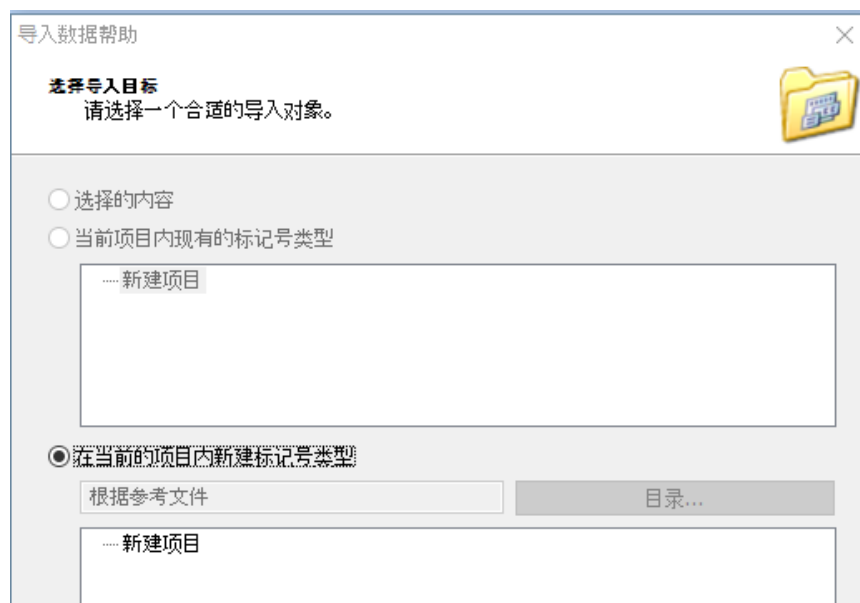 导入数据帮助
选择导入目标
请选择一个合适的导入对象。
选择的内容
当前项目内现有的标记号类型
新建项目
在当前的项目内新建标记号类型
根据参考文件 目录...
新建项目